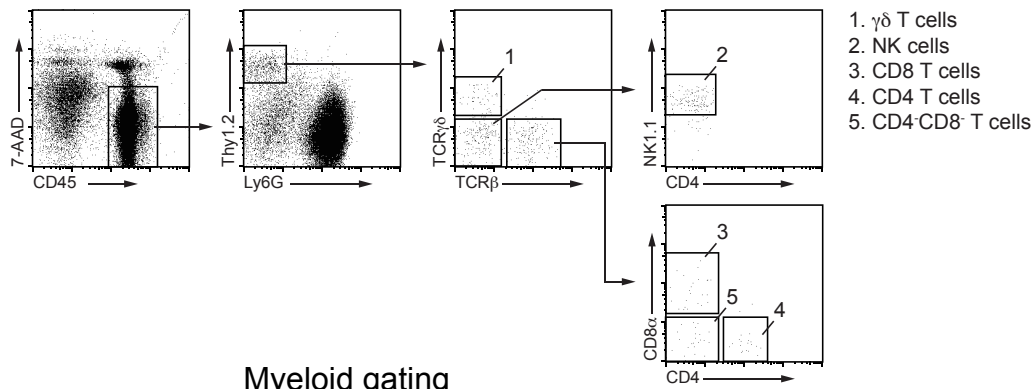 7-AAD
CD45
Thy1.2
Ly6G
TCRγδ
TCRβ
1
NK1.1
CD4
2
CD8α
CD4
3
5
4
1. γδ T cells
2. NK cells
3. CD8 T cells
4. CD4 T cells
5. CD4⁻CD8⁻ T cells
Myeloid gating